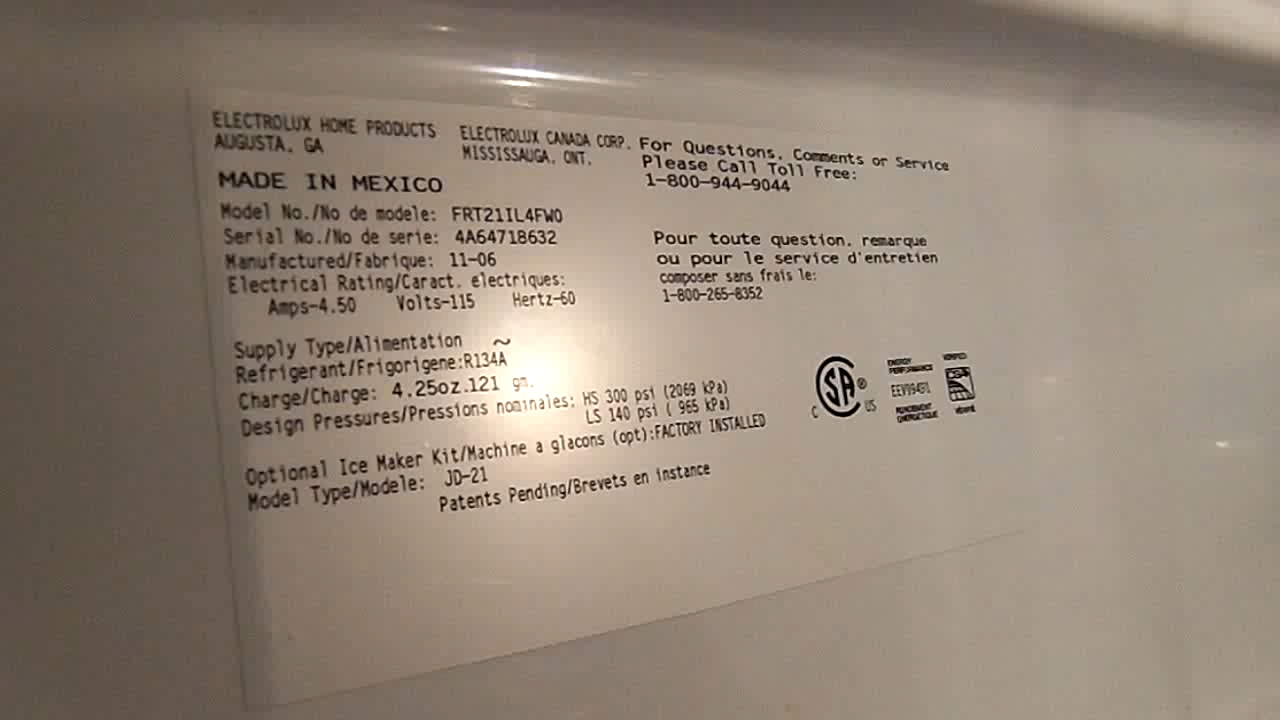 ELECTROLUX HOME PRODUCTS
AUGUSTA, GA
ELECTROLUX CANADA CORP.
MISSISSAUGA, ONT.
For Questions, Comments or Service
Please Call Toll Free:
1-800-944-9044
MADE IN MEXICO
Model No./No de modele: FRT21IL4FW0
Serial No./No de serie: 4A64718632
Manufactured/Fabrique: 11-06
Electrical Rating/Caract. electriques:
Amps-4.50 Volts-115 Hertz-60
Pour toute question, remarque
ou pour le service d'entretien
composer sans frais le:
1-800-265-8352
Supply Type/Alimentation ~
Refrigerant/Frigorigene:R134A
Charge/Charge: 4.25oz.121 gm.
Design Pressures/Pressions nominales: HS 300 psi (2069 kPa)
LS 140 psi ( 965 kPa)
Optional Ice Maker Kit/Machine a glacons (opt):FACTORY INSTALLED
Model Type/Modele: JD-21
Patents Pending/Brevets en instance
C SA ® US
ENERGY
PERFORMANCE
RENDEMENT
ENERGETIQUE
VERIFIED